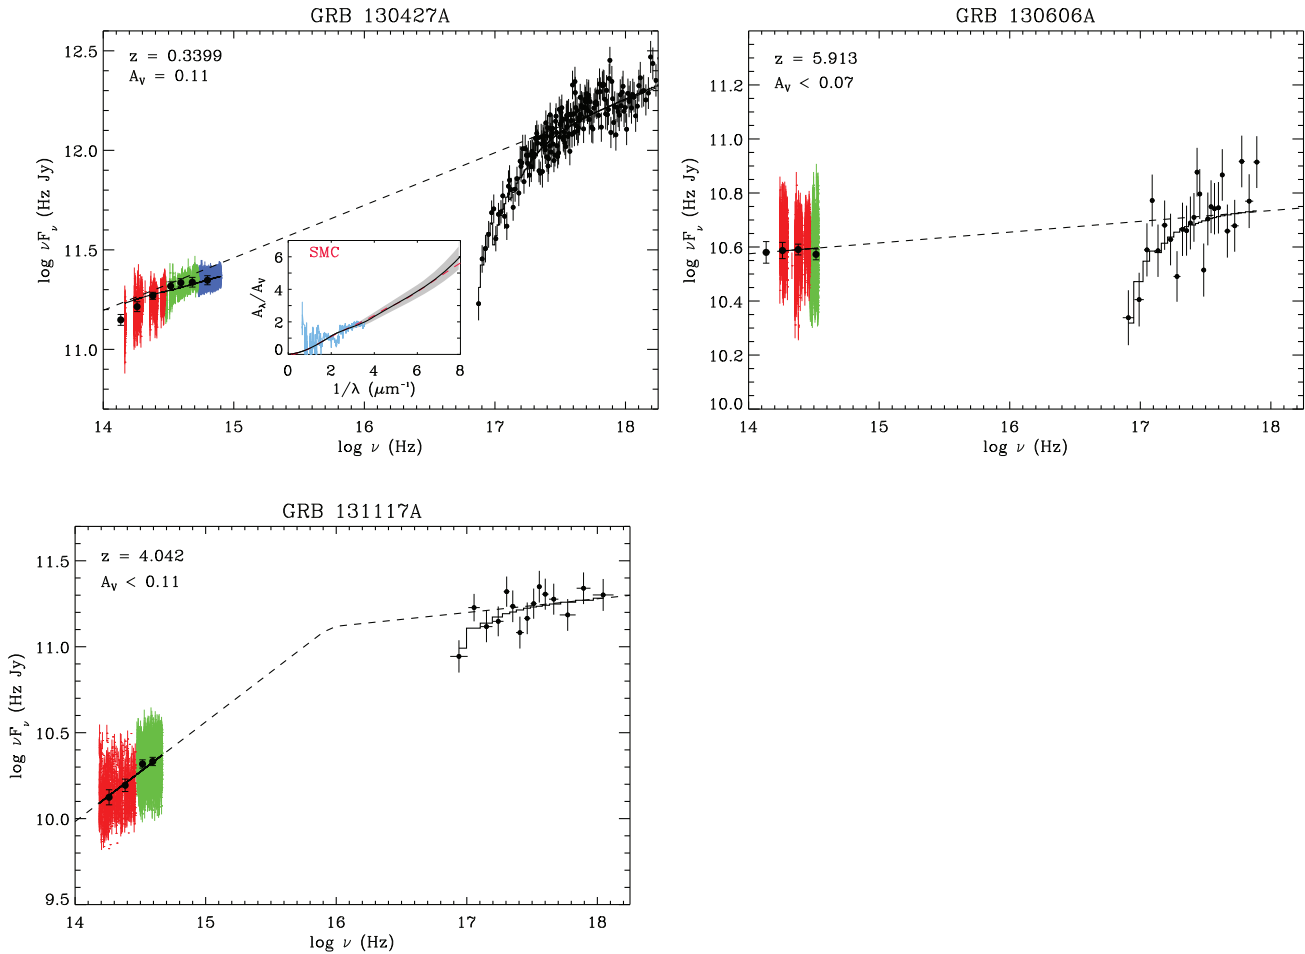 GRB 130427A
z = 0.3399
A_V = 0.11
12.5
12.0
11.5
11.0
log νF_ν (Hz Jy)
SMC
6
4
2
0
A_λ/A_V
0 2 4 6 8
1/λ (μm⁻¹)
14 15 16 17 18
log ν (Hz)
GRB 130606A
z = 5.913
A_V < 0.07
11.2
11.0
10.8
10.6
10.4
10.2
10.0
log νF_ν (Hz Jy)
14 15 16 17 18
log ν (Hz)
GRB 131117A
z = 4.042
A_V < 0.11
11.5
11.0
10.5
10.0
9.5
log νF_ν (Hz Jy)
14 15 16 17 18
log ν (Hz)